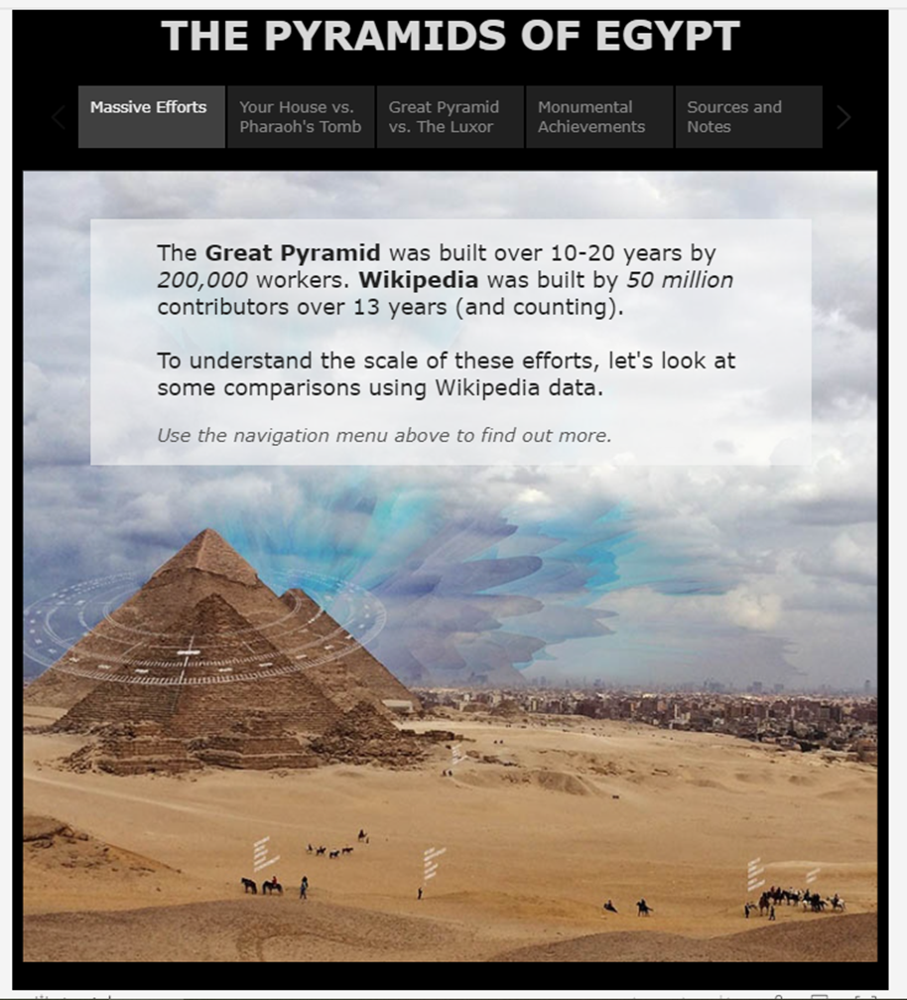 THE PYRAMIDS OF EGYPT
Massive Efforts
Your House vs.
Pharaoh's Tomb
Great Pyramid
vs. The Luxor
Monumental
Achievements
Sources and
Notes
The Great Pyramid was built over 10-20 years by
200,000 workers. Wikipedia was built by 50 million
contributors over 13 years (and counting).
To understand the scale of these efforts, let's look at
some comparisons using Wikipedia data.
Use the navigation menu above to find out more.